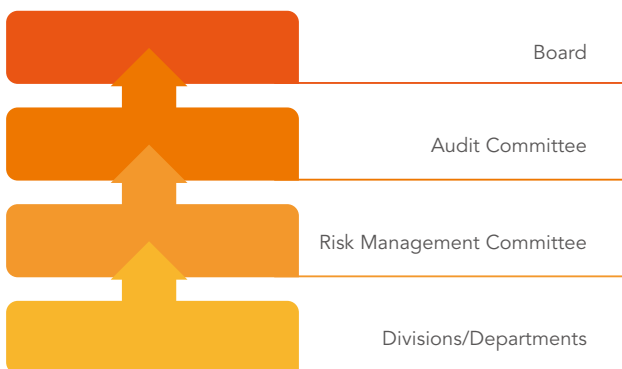 Board
Audit Committee
Risk Management Committee
Divisions/Departments